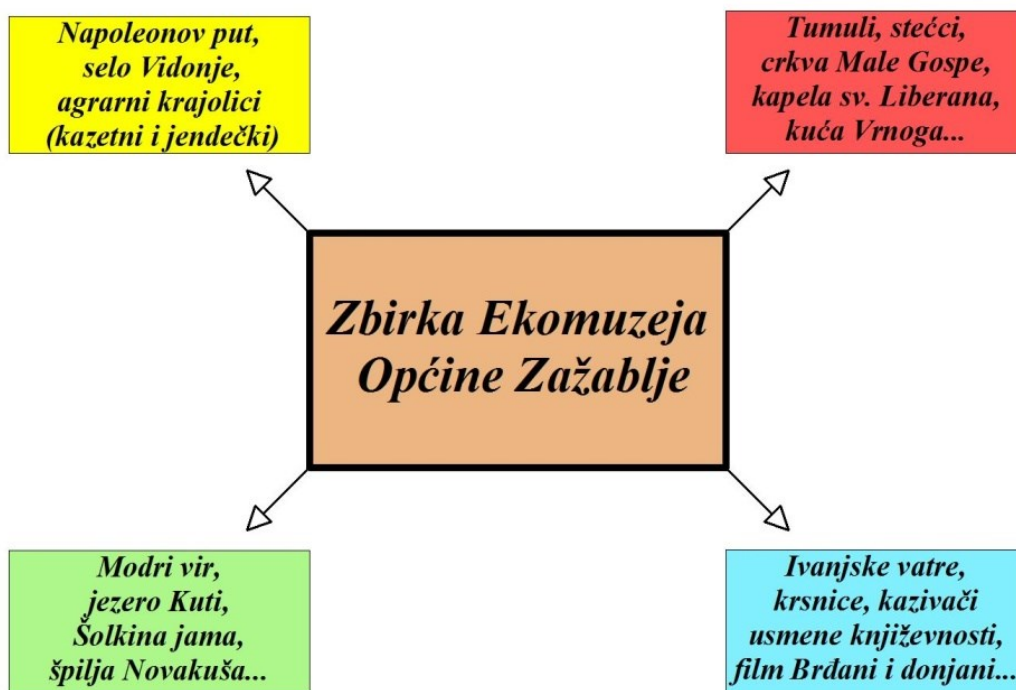 Napoleonov put,
selo Vidonje,
agrarni krajolici
(kazetni i jendečki)
Tumuli, stećci,
crkva Male Gospe,
kapela sv. Liberana,
kuća Vrnoga...
Zbirka Ekomuzeja
Općine Zažablje
Modri vir,
jezero Kuti,
Šolkina jama,
špilja Novakuša...
Ivanjske vatre,
krsnice, kazivači
usmene književnosti,
film Brđani i donjani...